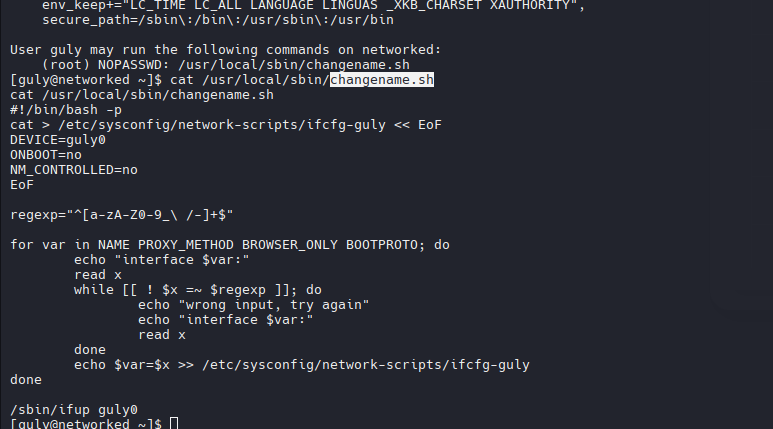 env_keep+="LC_TIME LC_ALL LANGUAGE LINGUAS _XKB_CHARSET XAUTHORITY",
secure_path=/sbin\:/bin\:/usr/sbin\:/usr/bin
User guly may run the following commands on networked:
(root) NOPASSWD: /usr/local/sbin/changename.sh
[guly@networked ~]$ cat /usr/local/sbin/changename.sh
cat /usr/local/sbin/changename.sh
#!/bin/bash -p
cat > /etc/sysconfig/network-scripts/ifcfg-guly << EoF
DEVICE=guly0
ONBOOT=no
NM_CONTROLLED=no
EoF
regexp="^[a-zA-Z0-9_\ /-]+$"
for var in NAME PROXY_METHOD BROWSER_ONLY BOOTPROTO; do
echo "interface $var:"
read x
while [[ ! $x =~ $regexp ]]; do
echo "wrong input, try again"
echo "interface $var:"
read x
done
echo $var=$x >> /etc/sysconfig/network-scripts/ifcfg-guly
done
/sbin/ifup guly0
[guly@networked ~]$